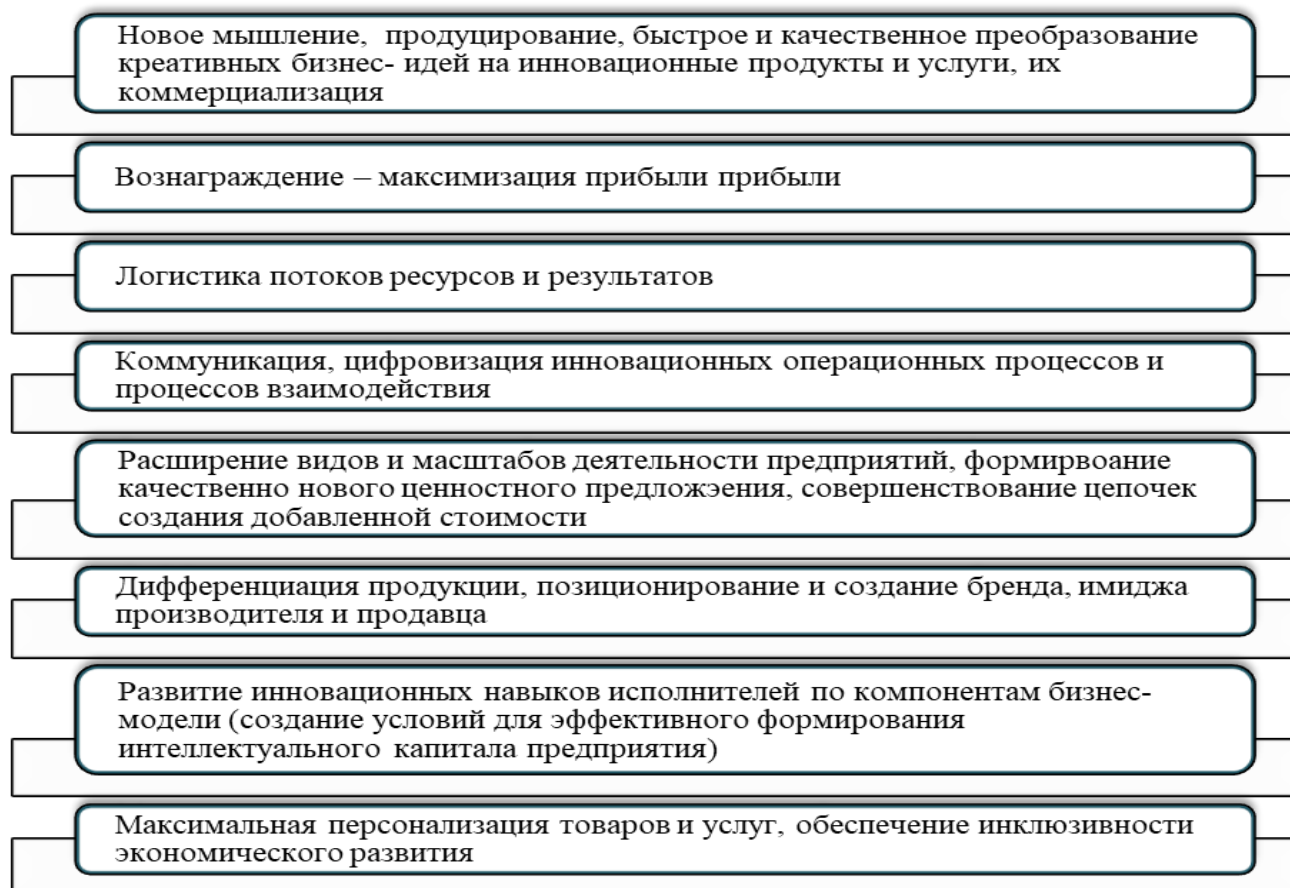 Новое мышление, продуцирование, быстрое и качественное преобразование
креативных бизнес- идей на инновационные продукты и услуги, их
коммерциализация
Вознаграждение – максимизация прибыли прибыли
Логистика потоков ресурсов и результатов
Коммуникация, цифровизация инновационных операционных процессов и
процессов взаимодействия
Расширение видов и масштабов деятельности предприятий, формирвоание
качественно нового ценностного предложэения, совершенствование цепочек
создания добавленной стоимости
Дифференциация продукции, позиционирование и создание бренда, имиджа
производителя и продавца
Развитие инновационных навыков исполнителей по компонентам бизнес-
модели (создание условий для эффективного формирования
интеллектуального капитала предприятия)
Максимальная персонализация товаров и услуг, обеспечение инклюзивности
экономического развития